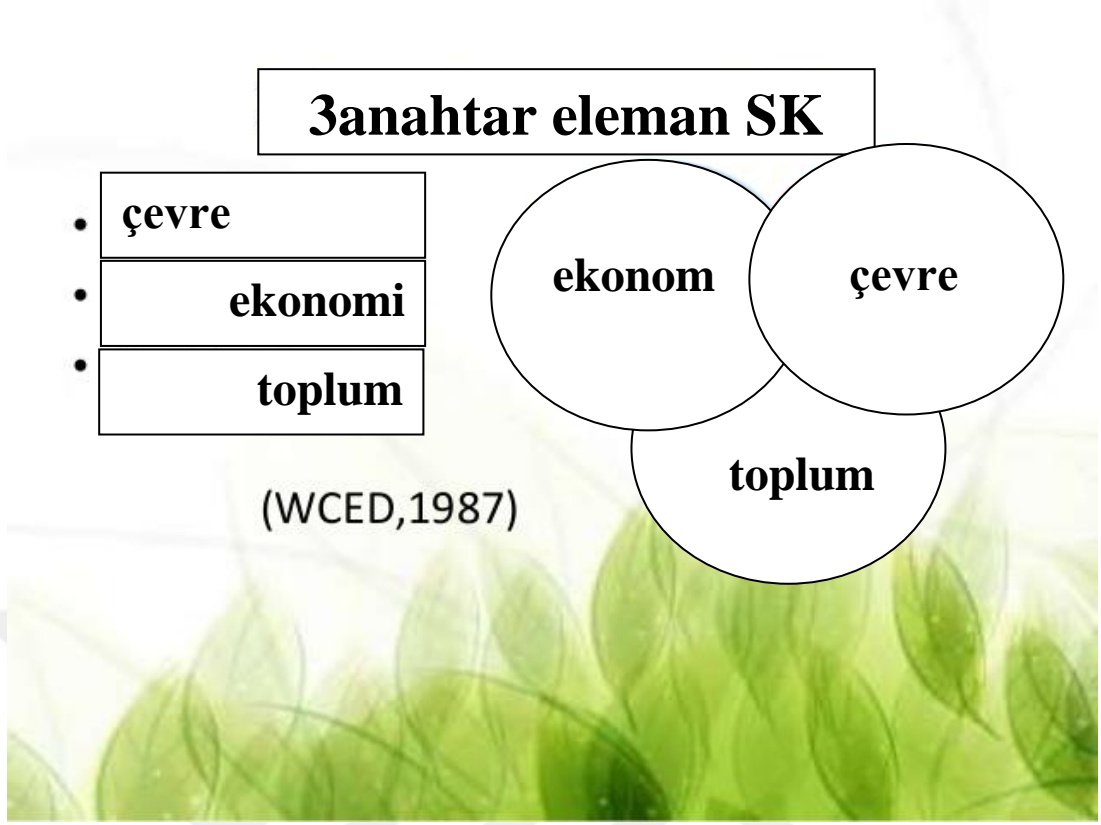 3anahtar eleman SK
• çevre
• ekonomi
• toplum
(WCED,1987)
ekonom
çevre
toplum